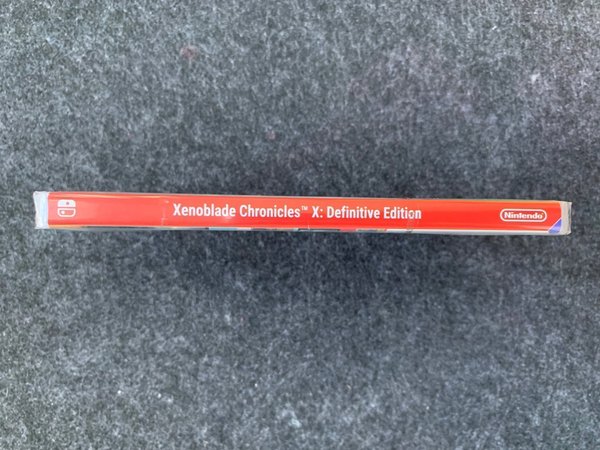 Xenoblade Chronicles™ X: Definitive Edition
Nintendo